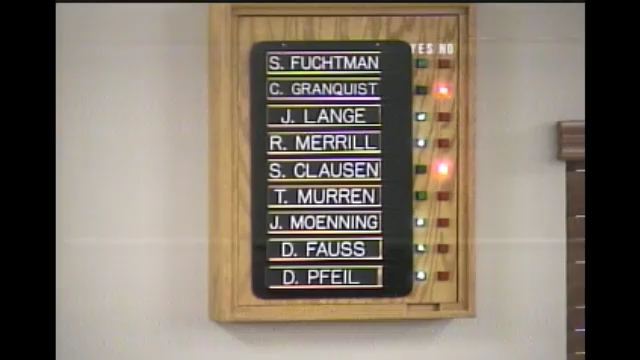 YES NO
S. FUCHTMAN
C. GRANQUIST
J. LANGE
R. MERRILL
S. CLAUSEN
T. MURREN
J. MOENNING
D. FAUSS
D. PFEIL